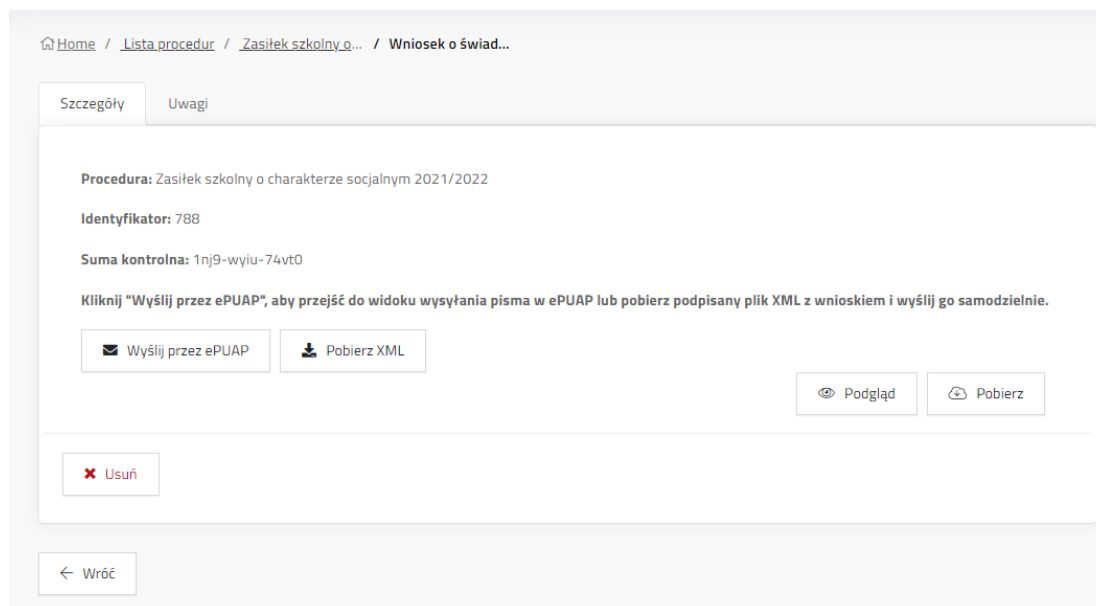 Home / Lista procedur / Zasiłek szkolny o... / Wniosek o świad...
Szczegóły Uwagi
Procedura: Zasiłek szkolny o charakterze socjalnym 2021/2022
Identyfikator: 788
Suma kontrolna: 1nj9-wyiu-74vt0
Kliknij "Wyślij przez ePUAP", aby przejść do widoku wysyłania pisma w ePUAP lub pobierz podpisany plik XML z wnioskiem i wyślij go samodzielnie.
Wyślij przez ePUAP Pobierz XML
Podgląd Pobierz
Usuń
Wróć